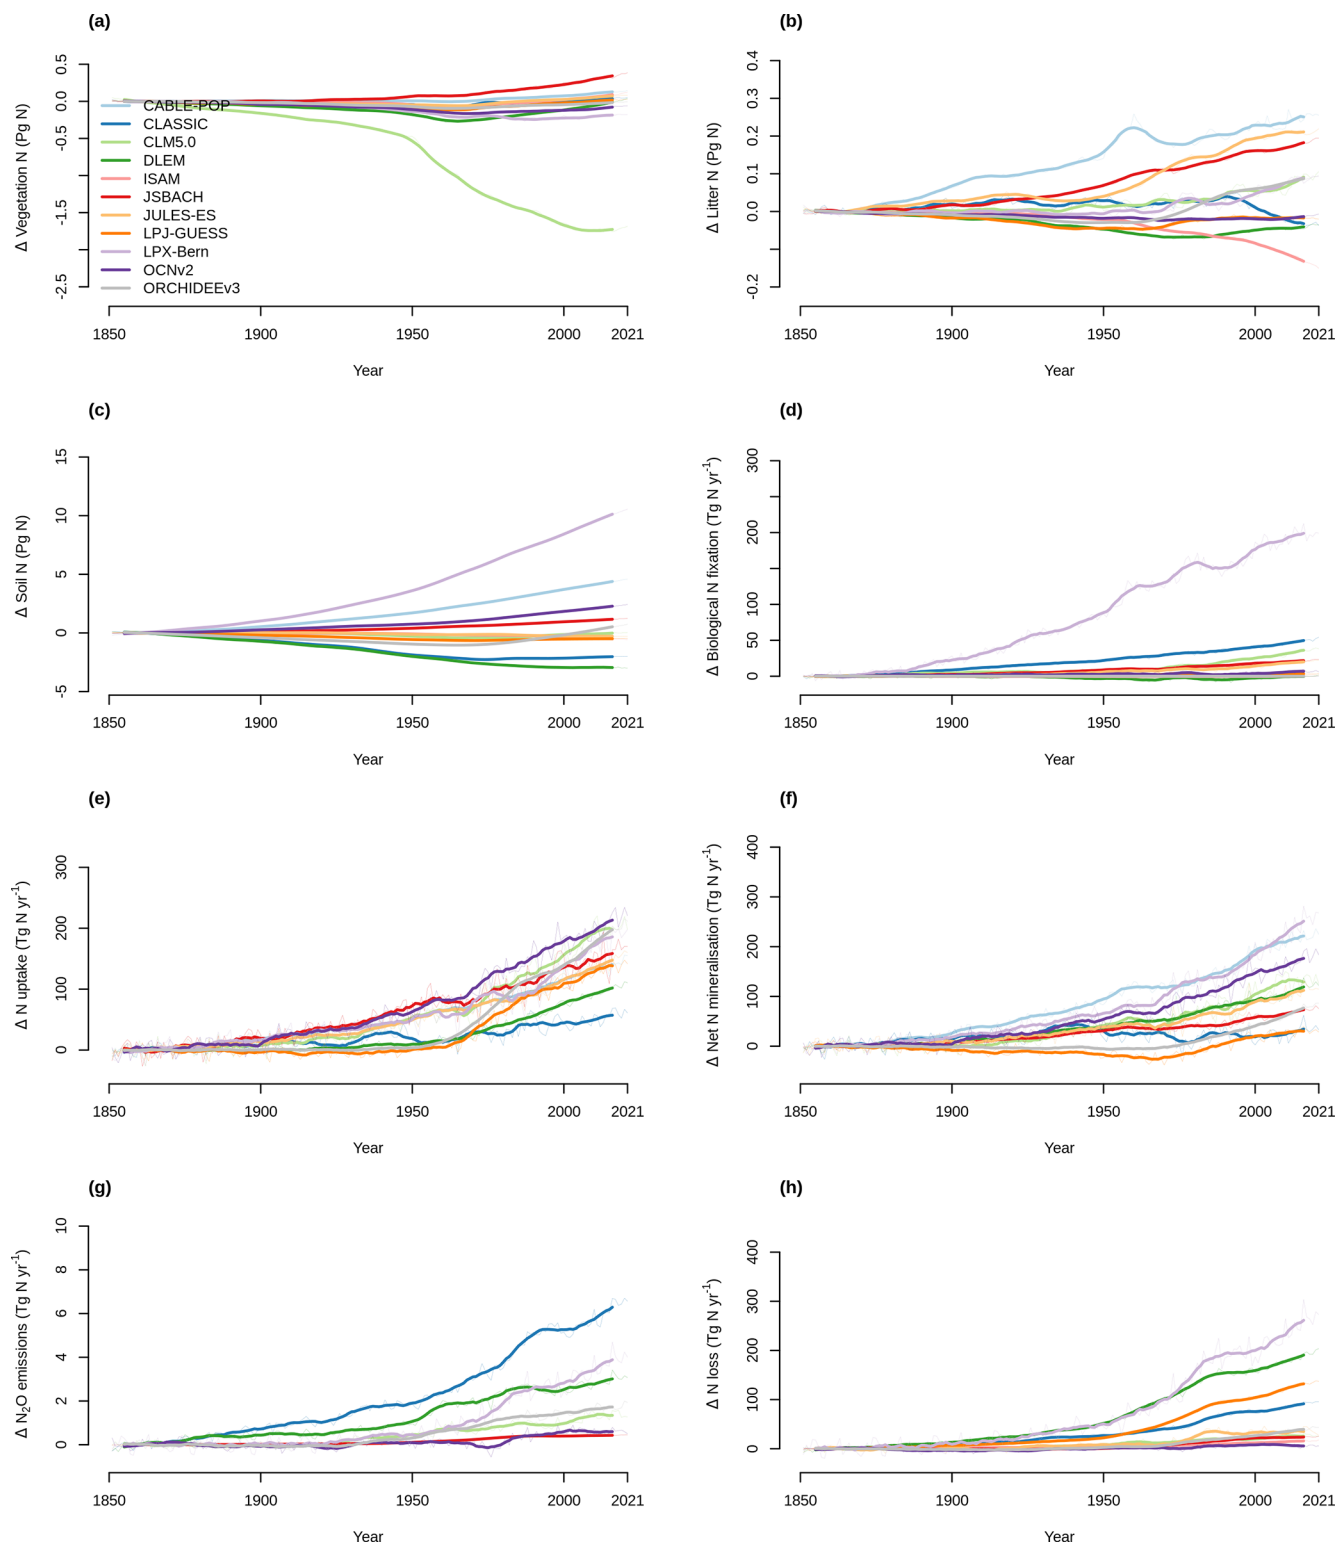 (a)
Δ Vegetation N (Pg N)
0.5
0.0
-0.5
-1.5
-2.5
CABLE-POP
CLASSIC
CLM5.0
DLEM
ISAM
JSBACH
JULES-ES
LPJ-GUESS
LPX-Bern
OCNv2
ORCHIDEEv3
1850 1900 1950 2000 2021
Year
(b)
Δ Litter N (Pg N)
0.4
0.3
0.2
0.1
0.0
-0.2
1850 1900 1950 2000 2021
Year
(c)
Δ Soil N (Pg N)
15
10
5
0
-5
1850 1900 1950 2000 2021
Year
(d)
Δ Biological N fixation (Tg N yr⁻¹)
300
200
100
50
0
1850 1900 1950 2000 2021
Year
(e)
Δ N uptake (Tg N yr⁻¹)
300
200
100
0
1850 1900 1950 2000 2021
Year
(f)
Δ Net N mineralisation (Tg N yr⁻¹)
400
300
200
100
0
1850 1900 1950 2000 2021
Year
(g)
Δ N₂O emissions (Tg N yr⁻¹)
10
8
6
4
2
0
1850 1900 1950 2000 2021
Year
(h)
Δ N loss (Tg N yr⁻¹)
400
300
200
100
0
1850 1900 1950 2000 2021
Year